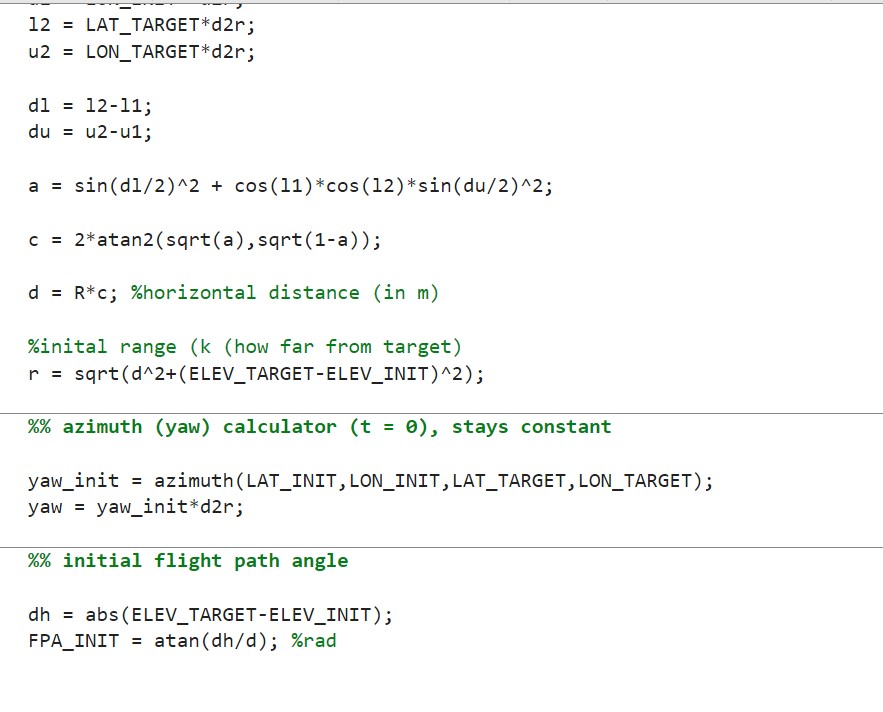 l2 = LAT_TARGET*d2r;
u2 = LON_TARGET*d2r;
dl = l2-l1;
du = u2-u1;
a = sin(dl/2)^2 + cos(l1)*cos(l2)*sin(du/2)^2;
c = 2*atan2(sqrt(a),sqrt(1-a));
d = R*c; %horizontal distance (in m)
%inital range (k (how far from target)
r = sqrt(d^2+(ELEV_TARGET-ELEV_INIT)^2);
%% azimuth (yaw) calculator (t = 0), stays constant
yaw_init = azimuth(LAT_INIT,LON_INIT,LAT_TARGET,LON_TARGET);
yaw = yaw_init*d2r;
%% initial flight path angle
dh = abs(ELEV_TARGET-ELEV_INIT);
FPA_INIT = atan(dh/d); %rad